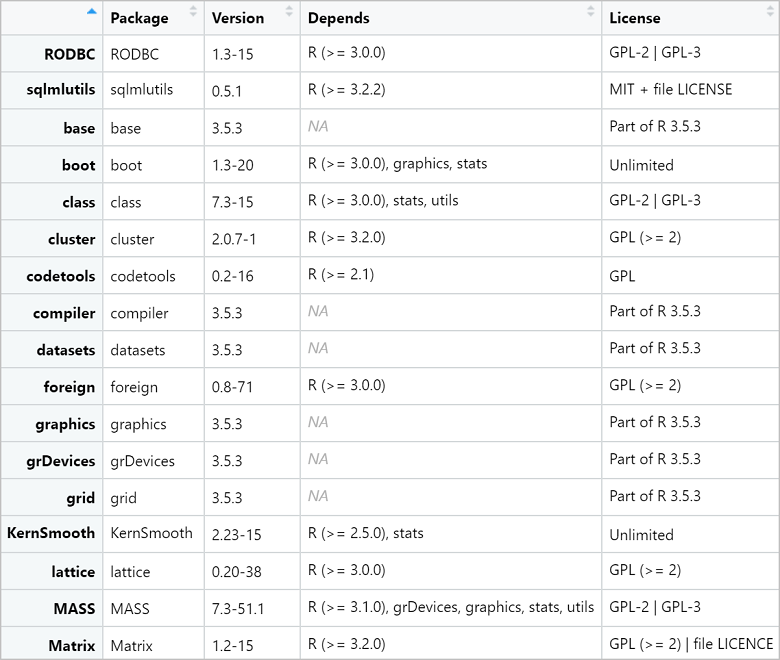 Package Version Depends License
RODBC RODBC 1.3-15 R (>= 3.0.0) GPL-2 | GPL-3
sqlmlutils sqlmlutils 0.5.1 R (>= 3.2.2) MIT + file LICENSE
base base 3.5.3 NA Part of R 3.5.3
boot boot 1.3-20 R (>= 3.0.0), graphics, stats Unlimited
class class 7.3-15 R (>= 3.0.0), stats, utils GPL-2 | GPL-3
cluster cluster 2.0.7-1 R (>= 3.2.0) GPL (>= 2)
codetools codetools 0.2-16 R (>= 2.1) GPL
compiler compiler 3.5.3 NA Part of R 3.5.3
datasets datasets 3.5.3 NA Part of R 3.5.3
foreign foreign 0.8-71 R (>= 3.0.0) GPL (>= 2)
graphics graphics 3.5.3 NA Part of R 3.5.3
grDevices grDevices 3.5.3 NA Part of R 3.5.3
grid grid 3.5.3 NA Part of R 3.5.3
KernSmooth KernSmooth 2.23-15 R (>= 2.5.0), stats Unlimited
lattice lattice 0.20-38 R (>= 3.0.0) GPL (>= 2)
MASS MASS 7.3-51.1 R (>= 3.1.0), grDevices, graphics, stats, utils GPL-2 | GPL-3
Matrix Matrix 1.2-15 R (>= 3.2.0) GPL (>= 2) | file LICENCE